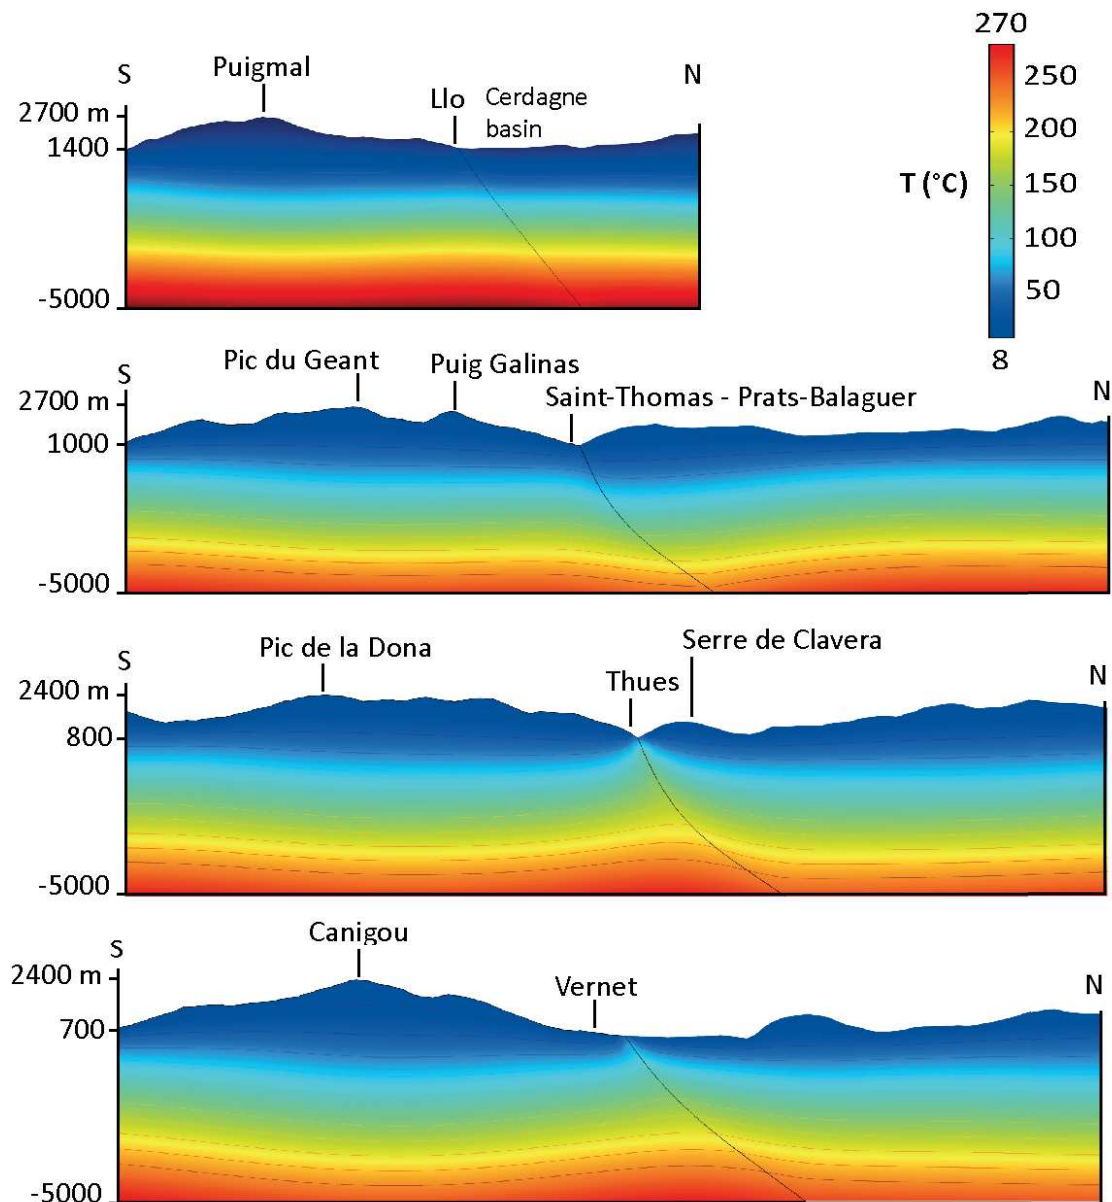 270
250
200
T (°C)
150
100
50
8
S
Puigmal
N
Llo
Cerdagne
basin
2700 m
1400
-5000
S
Pic du Geant
Puig Galinas
Saint-Thomas - Prats-Balaguer
N
2700 m
1000
-5000
S
Pic de la Dona
Thues
Serre de Clavera
N
2400 m
800
-5000
S
Canigou
Vernet
N
2400 m
700
-5000